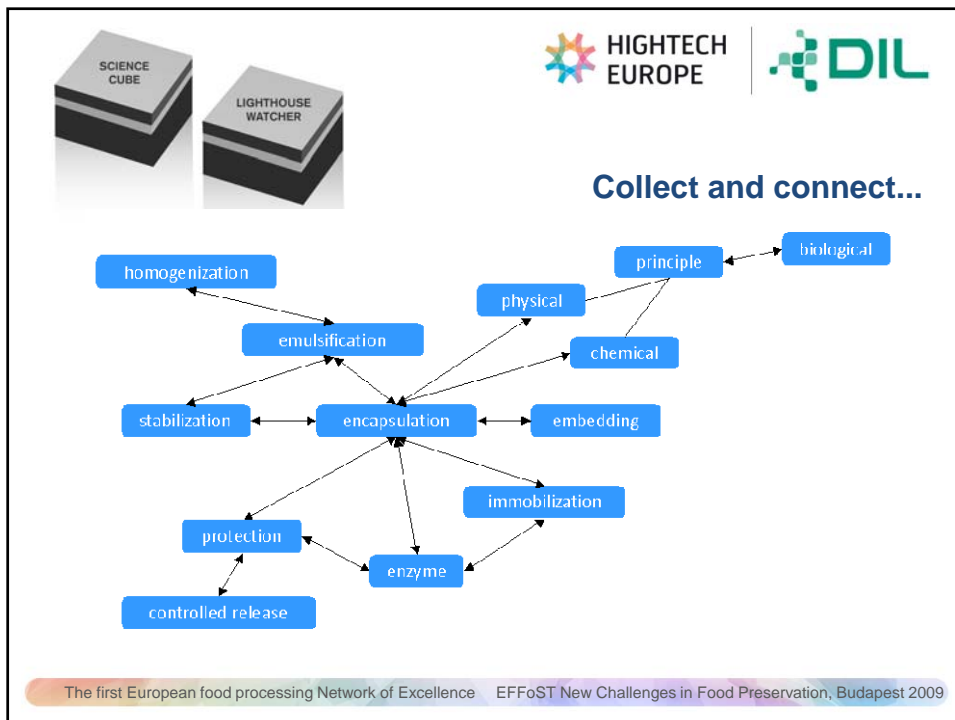 SCIENCE
CUBE
LIGHTHOUSE
WATCHER
HIGHTECH
EUROPE
DIL
Collect and connect...
biological
principle
homogenization
physical
emulsification
chemical
stabilization
encapsulation
embedding
immobilization
protection
enzyme
controlled release
The first European food processing Network of Excellence EFFoST New Challenges in Food Preservation, Budapest 2009